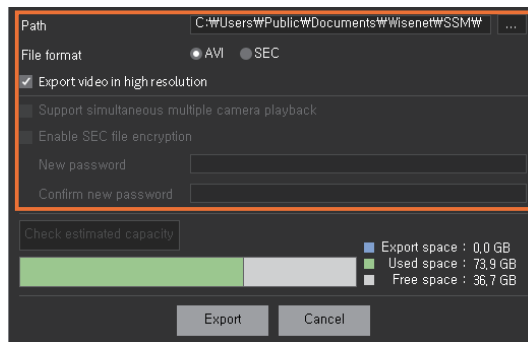 Path C:₩Users₩Public₩Documents₩Wisenet₩SSM₩ ...
File format AVI SEC
Export video in high resolution
Support simultaneous multiple camera playback
Enable SEC file encryption
New password
Confirm new password
Check estimated capacity
Export space : 0,0 GB
Used space : 73,9 GB
Free space : 36,7 GB
Export Cancel